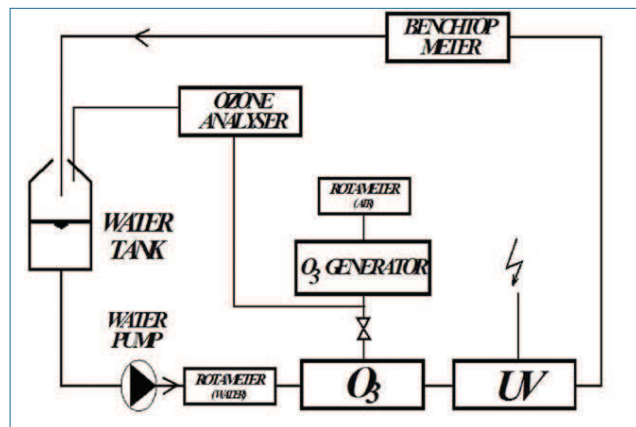 BENCHTOP
METER
OZONE
ANALYSER
ROTAMETER
(AIR)
WATER
TANK
O₃ GENERATOR
WATER
PUMP
ROTAMETER
(WATER)
O₃
UV